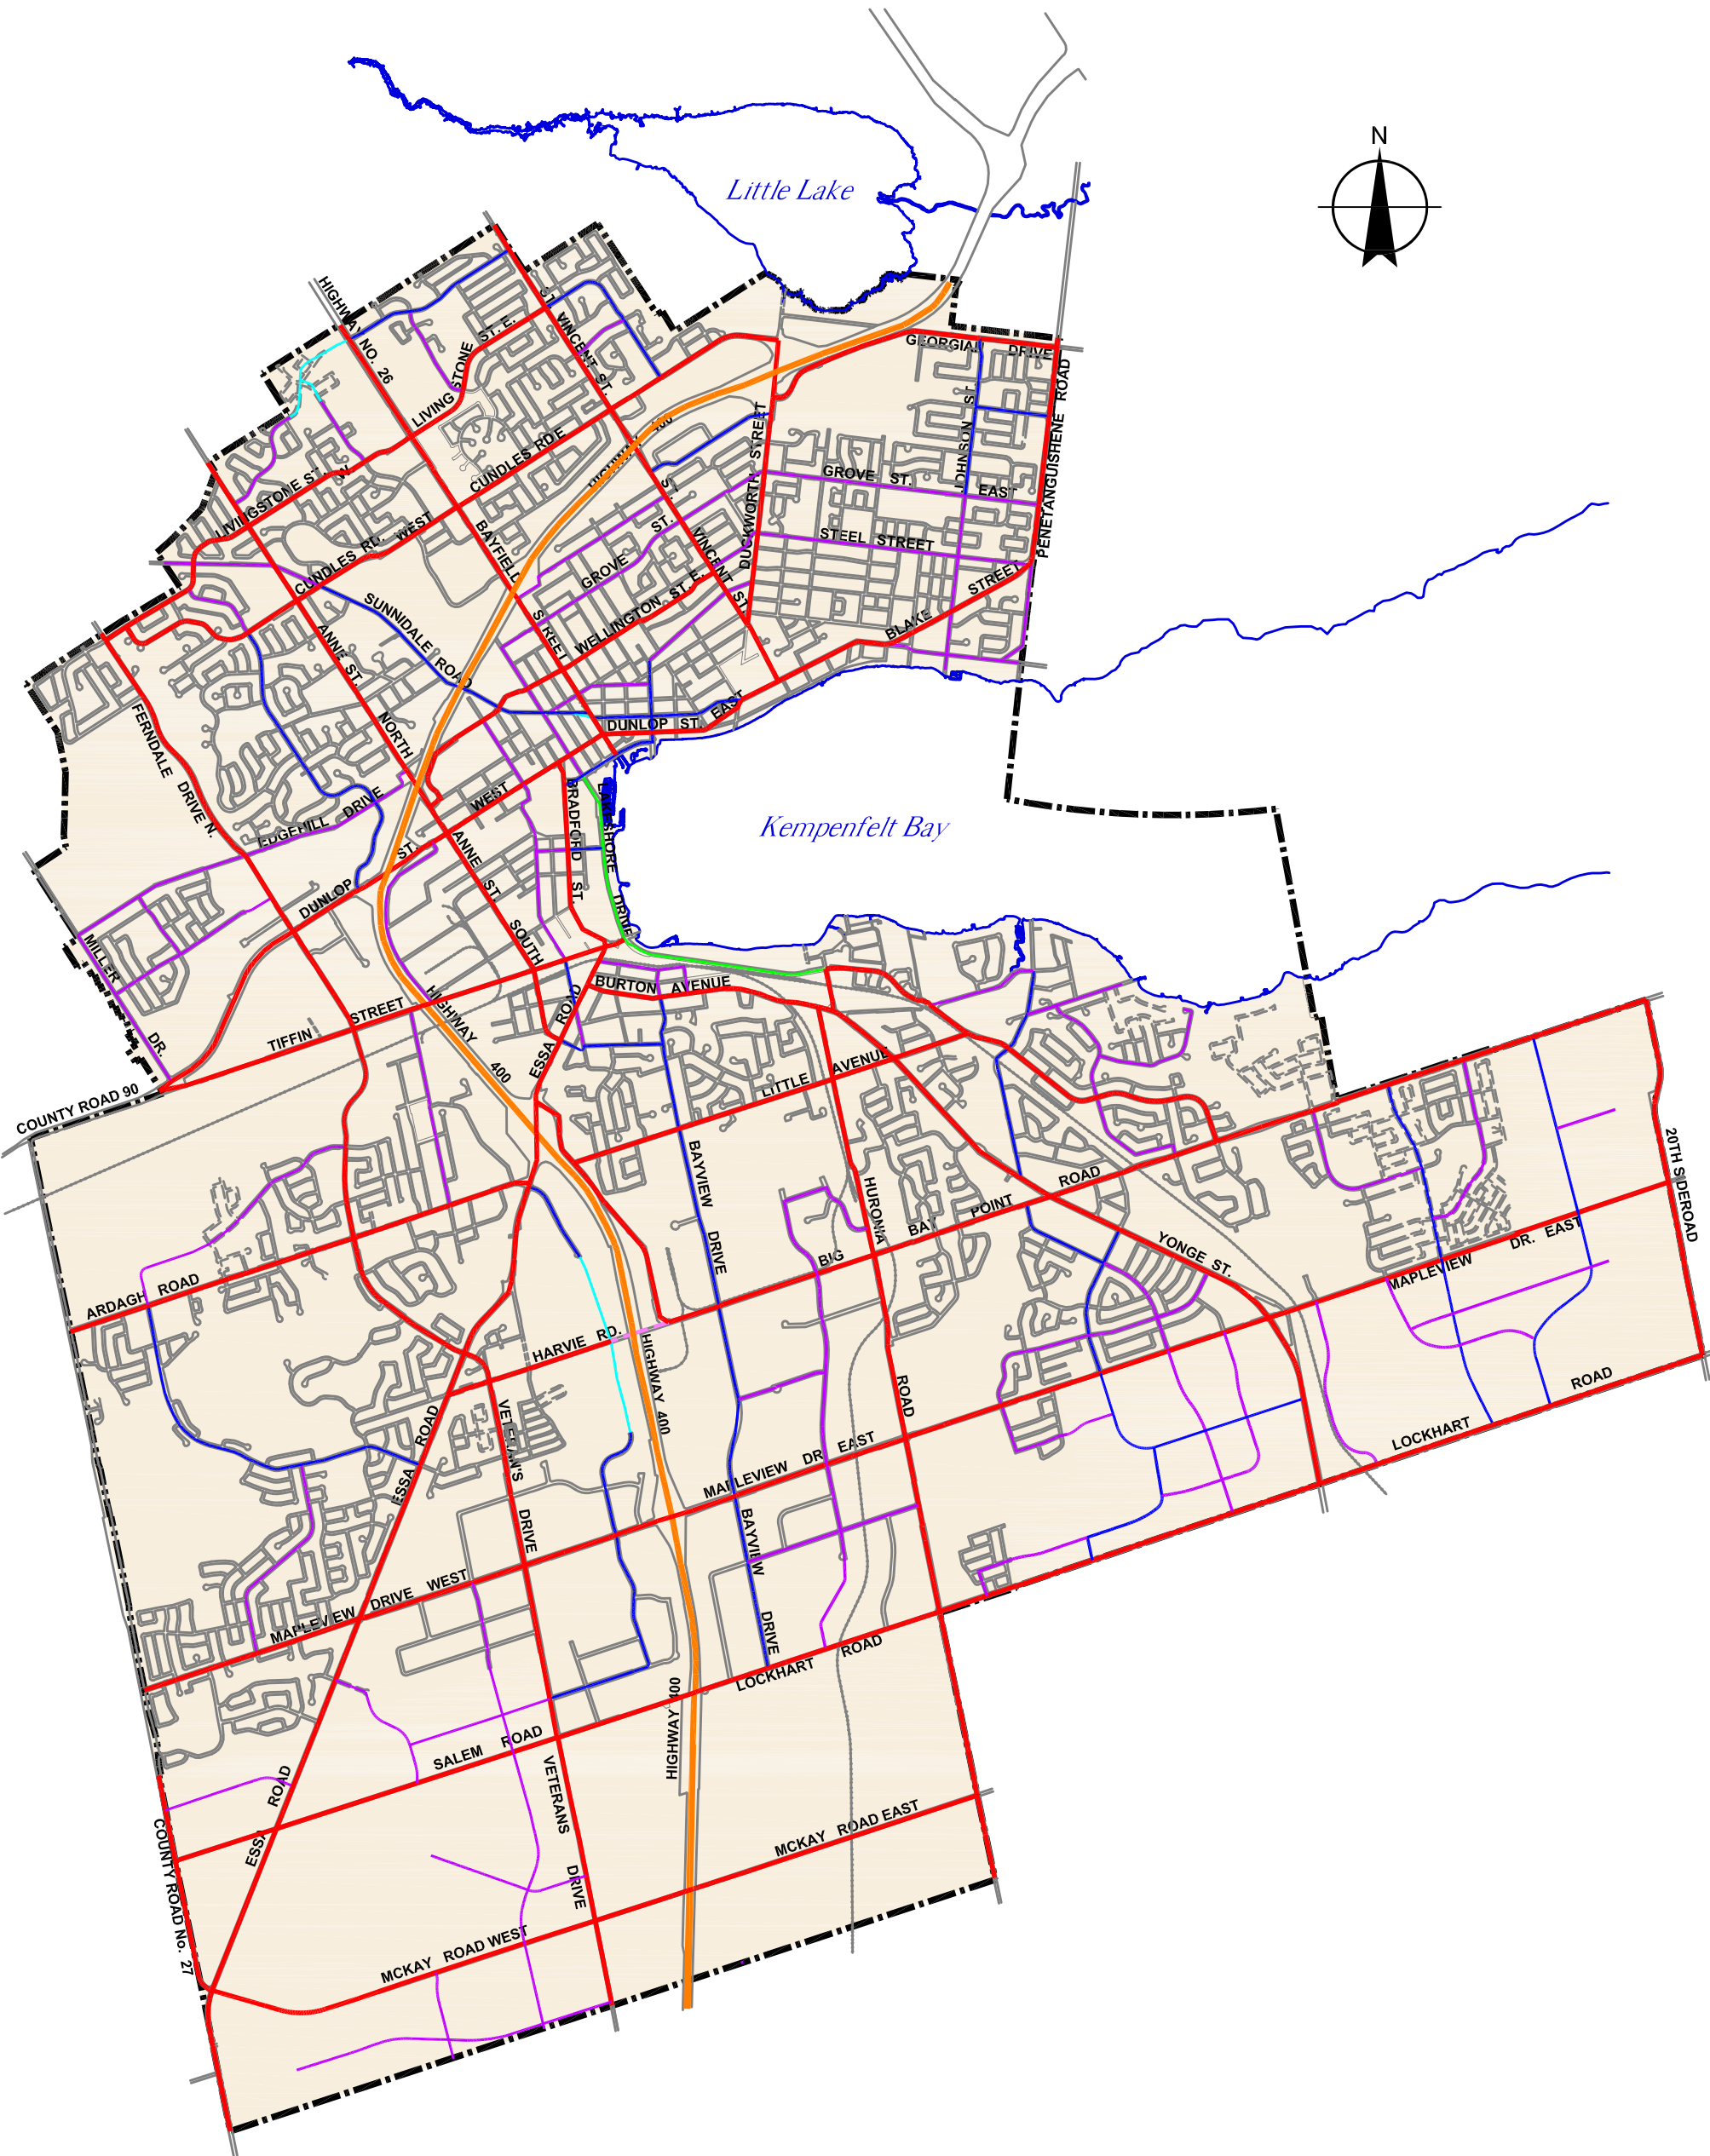 N
Little Lake
HIGHWAY NO. 26
LIVINGSTONE ST. E.
ST.
VINCENT ST.
GEORGIAN DRIVE
PENETANGUISHENE ROAD
JOHNSON ST.
HIGHWAY 400
LIVINGSTONE ST. W.
CUNDLES RD E
CUNDLES RD. WEST
BAYFIELD STREET
GROVE ST.
ST.
VINCENT ST.
DUCKWORTH STREET
GROVE ST. EAST
STEEL STREET
WELLINGTON ST. E.
BLAKE STREET
SUNNIDALE ROAD
ANNE ST. NORTH
FERNDALE DRIVE N.
DUNLOP ST. EAST
EDGEHILL DRIVE
DUNLOP ST. WEST
BRADFORD ST.
LAKESHORE DRIVE
Kempenfelt Bay
ANNE ST. SOUTH
MILLER DR.
TIFFIN STREET
HIGHWAY 400
BURTON AVENUE
ESSA ROAD
COUNTY ROAD 90
LITTLE AVENUE
BAYVIEW DRIVE
HURONIA ROAD
BIG BAY POINT ROAD
YONGE ST.
20TH SIDEROAD
MAPLEVIEW DR. EAST
ARDAGH ROAD
HARVIE RD.
HIGHWAY 400
VETERAN'S DRIVE
ESSA ROAD
LOCKHART ROAD
MAPLEVIEW DR. EAST
BAYVIEW DRIVE
MAPLEVIEW DRIVE WEST
LOCKHART ROAD
HIGHWAY 400
SALEM ROAD
ESSA ROAD
VETERANS DRIVE
COUNTY ROAD No. 27
MCKAY ROAD EAST
MCKAY ROAD WEST